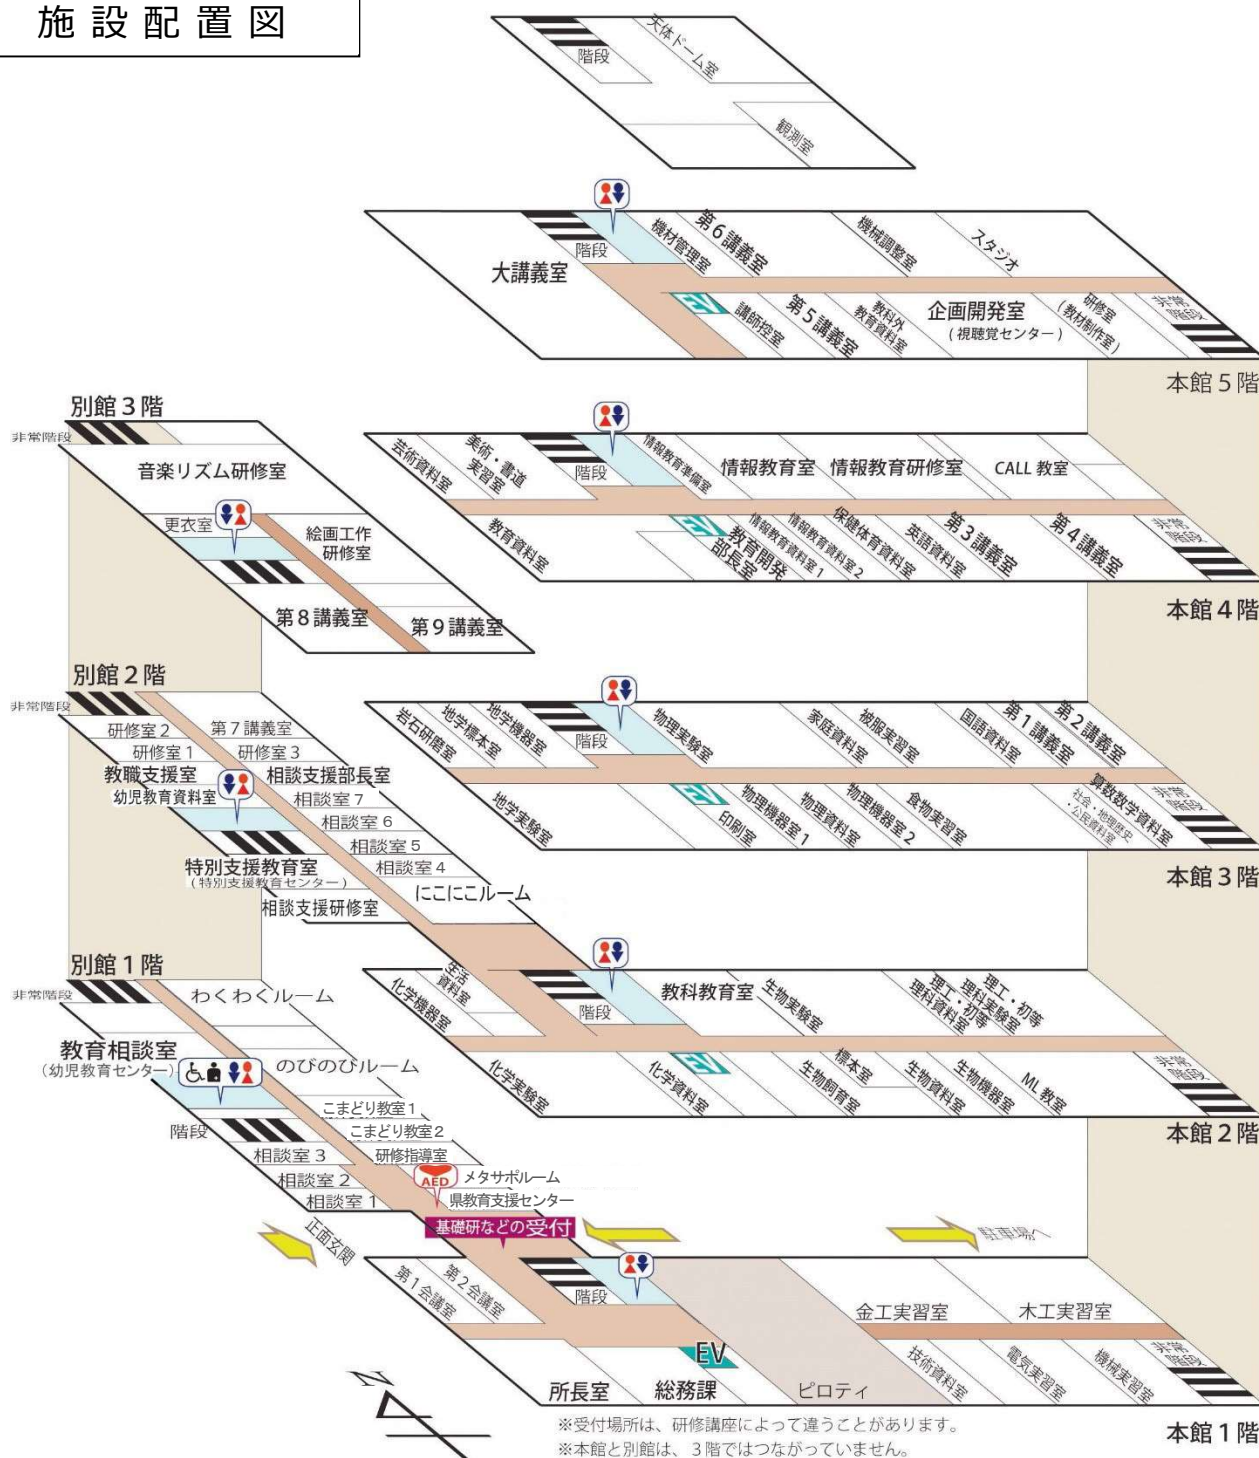 施設配置図
階段
天体ドーム室
観測室
大講義室
階段
機材管理室
第6講義室
機械調整室
スタジオ
講師控室
第5講義室
教科外
教育資料室
企画開発室
(視聴覚センター)
研修室
(教材制作室)
非常
階段
本館5階
別館3階
非常階段
音楽リズム研修室
更衣室
絵画工作
研修室
第8講義室
第9講義室
芸術資料室
美術・書道
実習室
階段
情報教育準備室
情報教育室
情報教育研修室
CALL 教室
教育資料室
教育開発
部長室
情報教育資料室1
情報教育資料室2
保健体育資料室
英語資料室
第3講義室
第4講義室
非常
階段
本館4階
別館2階
非常階段
研修室2
研修室1
教職支援室
幼児教育資料室
第7講義室
研修室3
相談支援部長室
相談室7
相談室6
相談室5
相談室4
にこにこルーム
特別支援教育室
(特別支援教育センター)
相談支援研修室
岩石研磨室
地学標本室
地学機器室
階段
物理実験室
家庭資料室
被服実習室
国語資料室
第1講義室
第2講義室
地学実験室
印刷室
物理機器室1
物理資料室
物理機器室2
食物実習室
社会・地理歴史
・公民資料室
算数数学資料室
非常
階段
本館3階
別館1階
非常階段
わくわくルーム
教育相談室
(幼児教育センター)
のびのびルーム
こまどり教室1
こまどり教室2
研修指導室
階段
相談室3
相談室2
相談室1
AED
メタサポルーム
県教育支援センター
基礎研などの受付
化学機器室
生活
資料室
階段
教科教育室
生物実験室
理工・初等
理科資料室
理工・初等
理科実験室
化学実験室
化学資料室
生物飼育室
標本室
生物資料室
生物機器室
ML 教室
非常
階段
本館2階
正面玄関
駐車場へ
第1会議室
第2会議室
階段
金工実習室
木工実習室
EV
所長室
総務課
ピロティ
技術資料室
電気実習室
機械実習室
非常
階段
本館1階
N
※受付場所は、研修講座によって違うことがあります。
※本館と別館は、3階ではつながっていません。